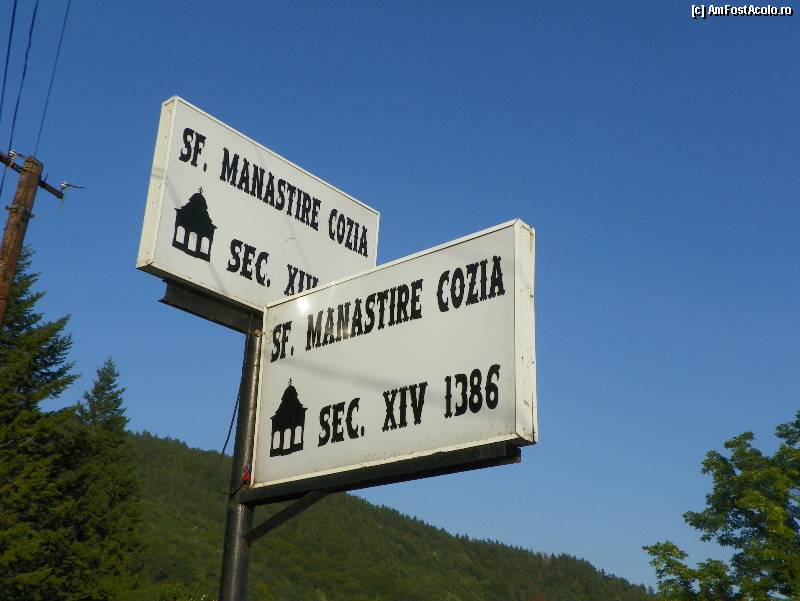 [c] AmFostAcolo.ro
SF. MANASTIRE COZIA
SEC. XIV
SF. MANASTIRE COZIA
SEC. XIV 1386